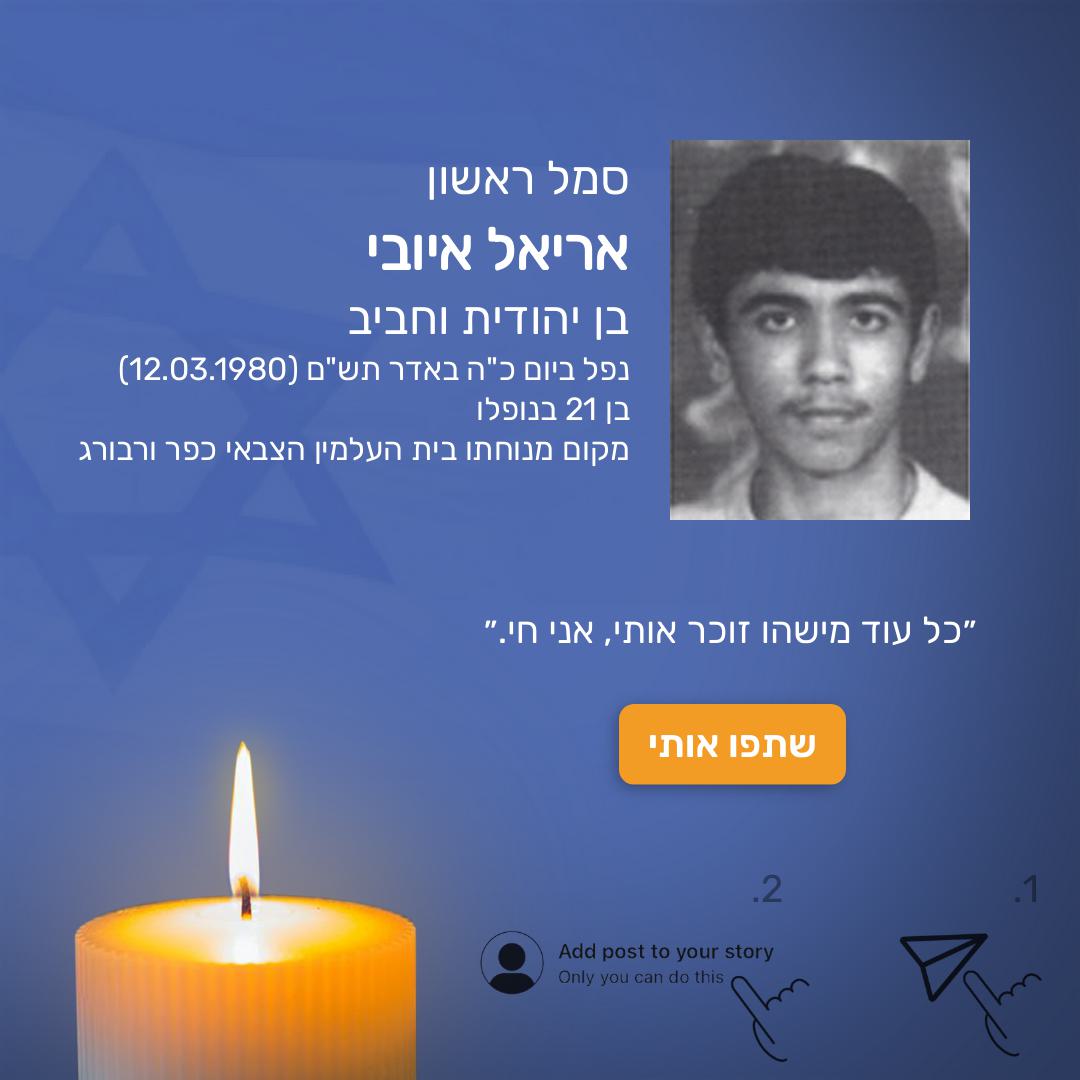 סמל ראשון
אריאל איובי
בן יהודית וחביב
נפל ביום כ"ה באדר תש"ם (12.03.1980)
בן 21 בנופלו
מקום מנוחתו בית העלמין הצבאי כפר ורבורג
״כל עוד מישהו זוכר אותי, אני חי.״
שתפו אותי
1.
2.
Add post to your story
Only you can do this